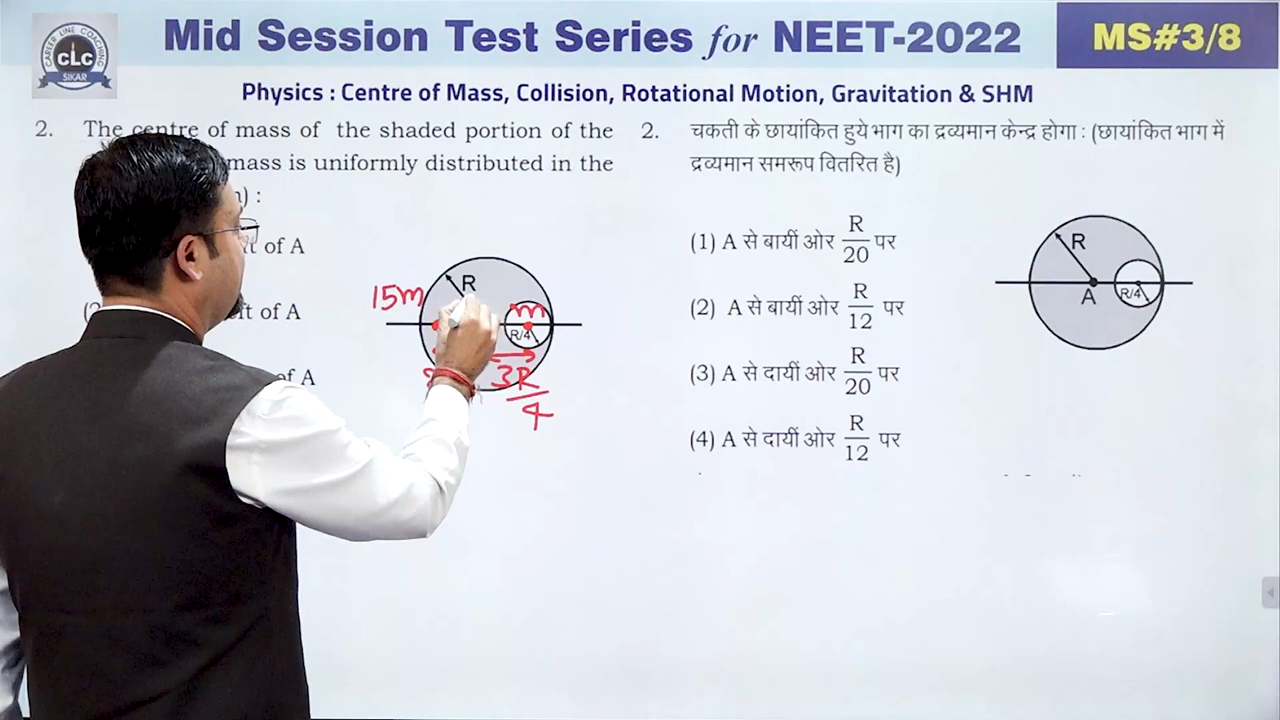 CAREER LINE COACHING
CLC
SIKAR
Mid Session Test Series for NEET-2022
MS#3/8
Physics : Centre of Mass, Collision, Rotational Motion, Gravitation & SHM
2. The centre of mass of the shaded portion of the
mass is uniformly distributed in the
) :
of A
of A
of A
15m
R
m
R/4
3R/4
2. चकती के छायांकित हुये भाग का द्रव्यमान केन्द्र होगा : (छायांकित भाग में
द्रव्यमान समरूप वितरित है)
(1) A से बायीं ओर R/20 पर
(2) A से बायीं ओर R/12 पर
(3) A से दायीं ओर R/20 पर
(4) A से दायीं ओर R/12 पर
R
A
R/4